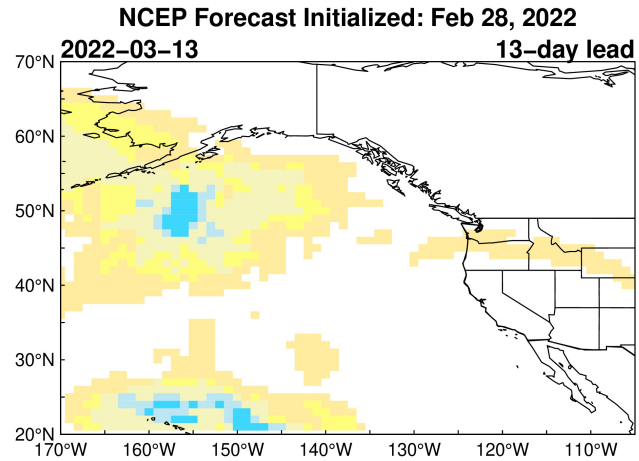 NCEP Forecast Initialized: Feb 28, 2022
2022−03−13 13−day lead
70°N
60°N
50°N
40°N
30°N
20°N
170°W 160°W 150°W 140°W 130°W 120°W 110°W